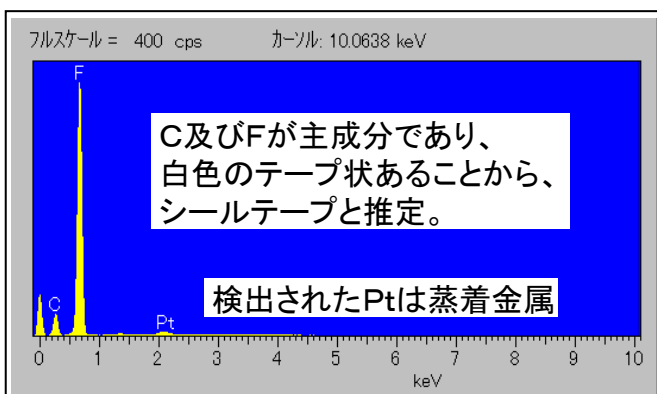 フルスケール = 400 cps カーソル: 10.0638 keV
F
C及びFが主成分であり、
白色のテープ状あることから、
シールテープと推定。
検出されたPtは蒸着金属
C
Pt
0 1 2 3 4 5 6 7 8 9 10
keV